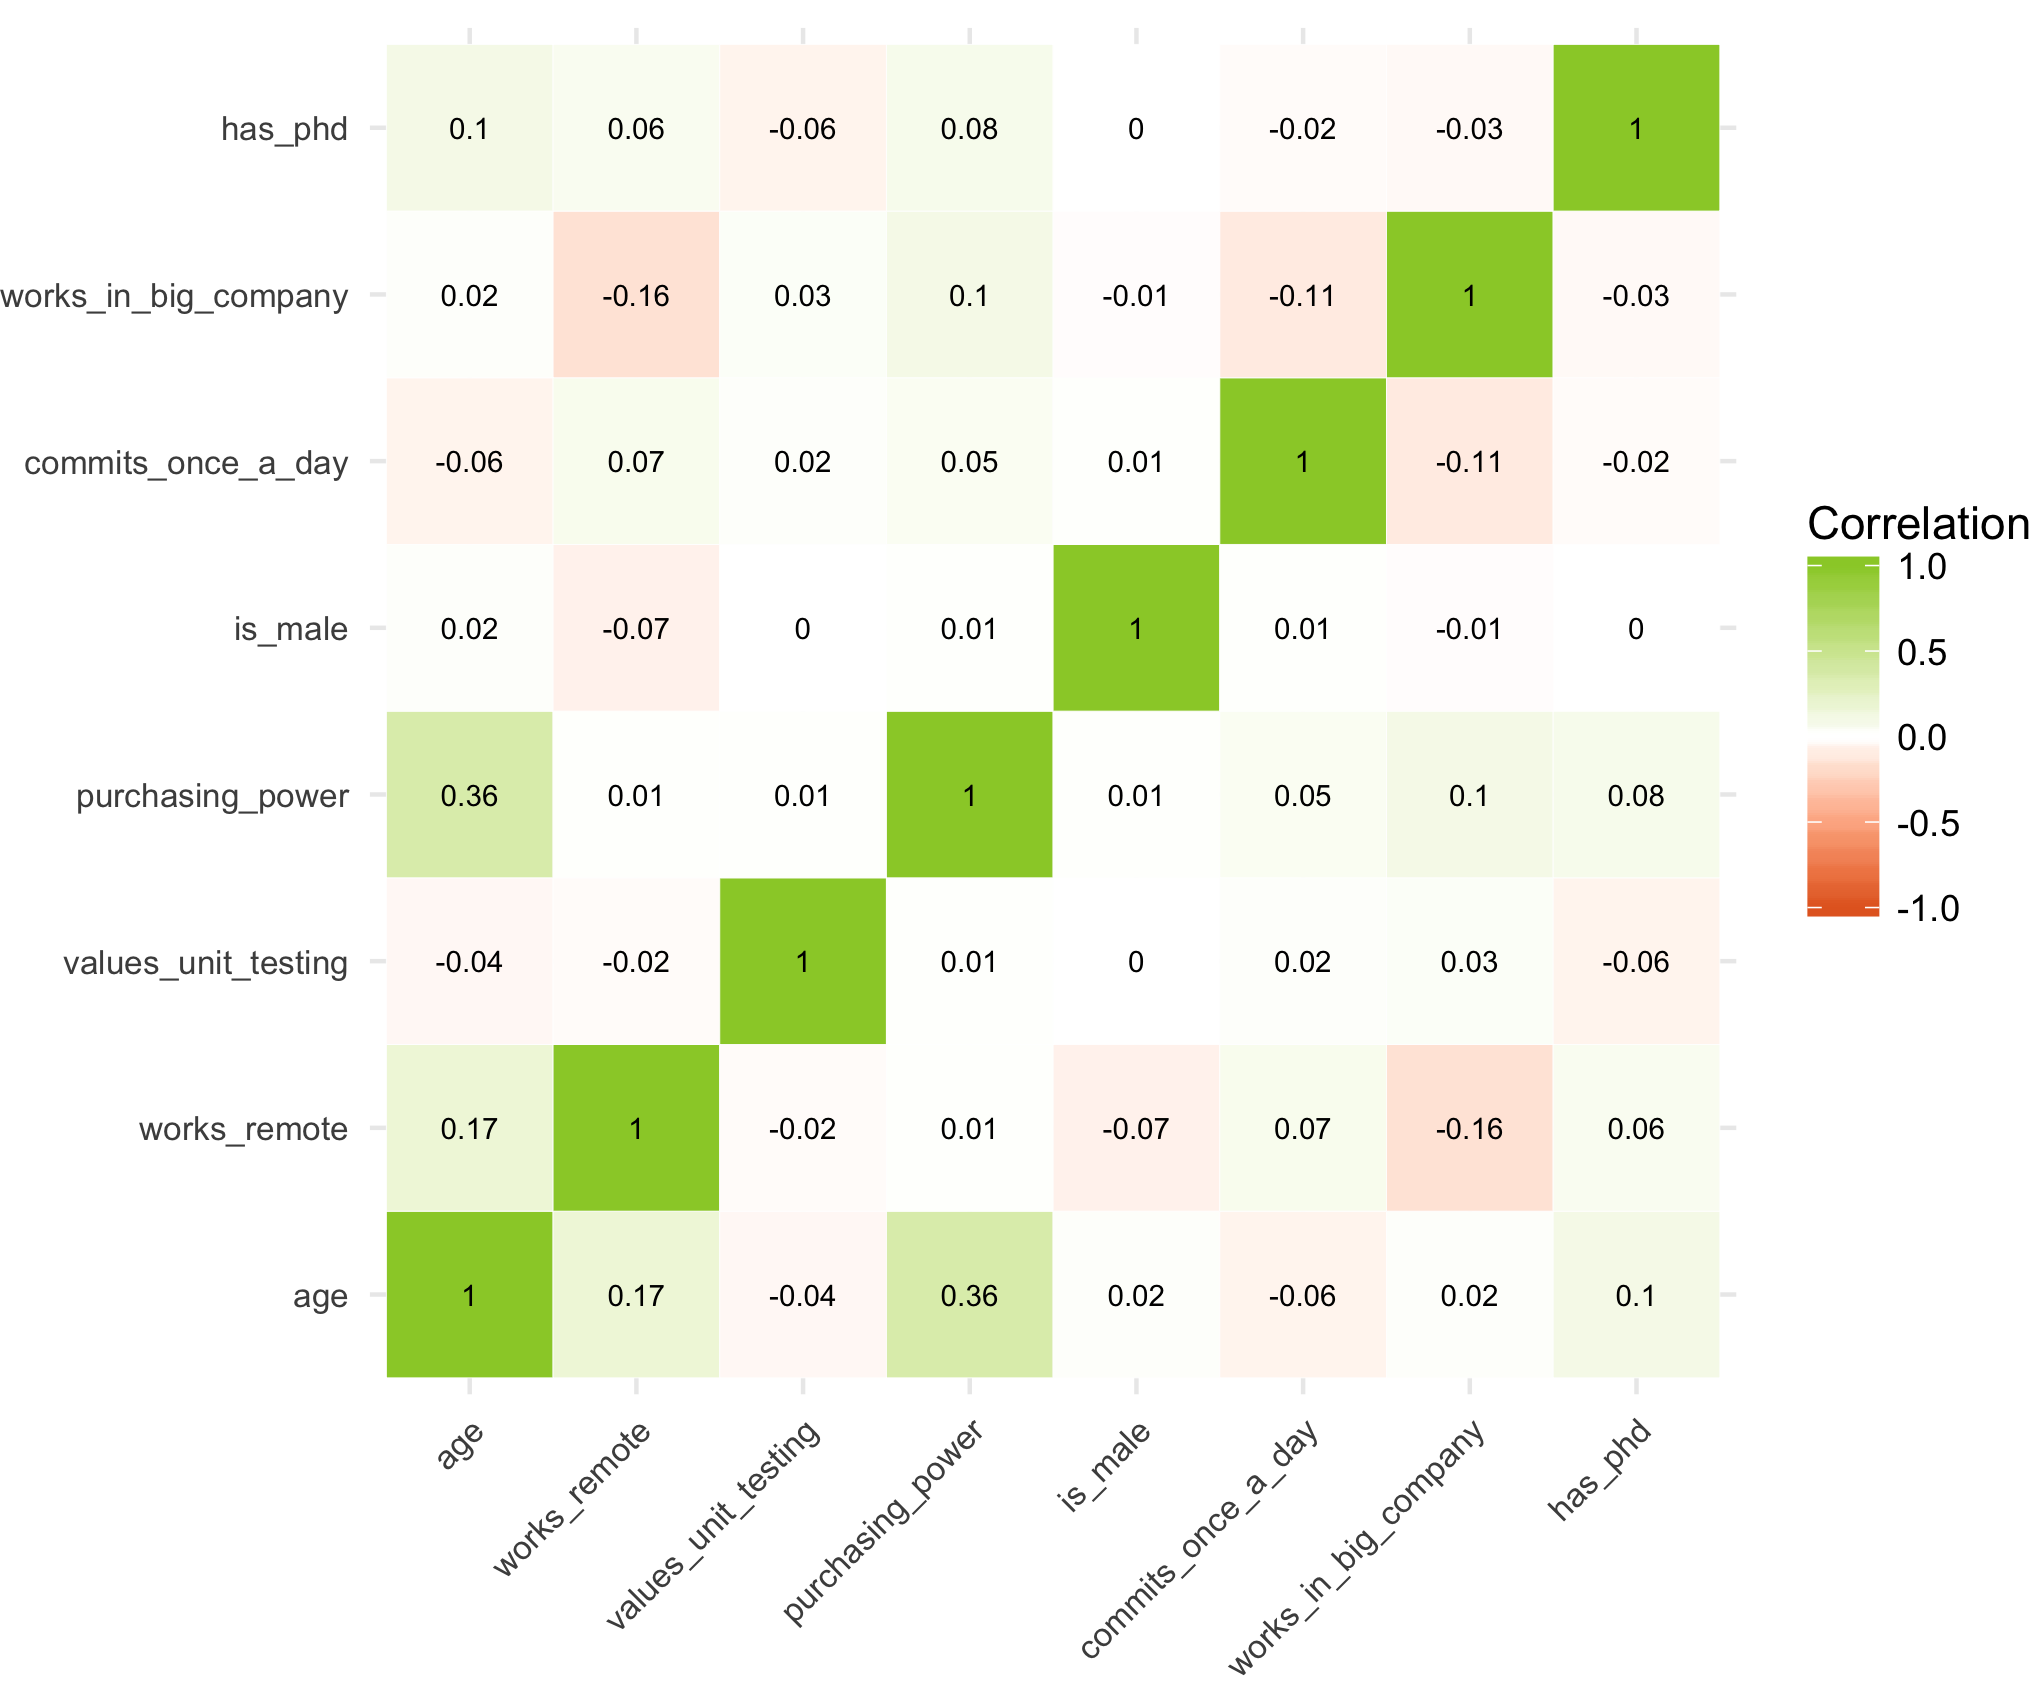 has_phd 0.1 0.06 -0.06 0.08 0 -0.02 -0.03 1
works_in_big_company 0.02 -0.16 0.03 0.1 -0.01 -0.11 1 -0.03
commits_once_a_day -0.06 0.07 0.02 0.05 0.01 1 -0.11 -0.02
is_male 0.02 -0.07 0 0.01 1 0.01 -0.01 0
purchasing_power 0.36 0.01 0.01 1 0.01 0.05 0.1 0.08
values_unit_testing -0.04 -0.02 1 0.01 0 0.02 0.03 -0.06
works_remote 0.17 1 -0.02 0.01 -0.07 0.07 -0.16 0.06
age 1 0.17 -0.04 0.36 0.02 -0.06 0.02 0.1
age
works_remote
values_unit_testing
purchasing_power
is_male
commits_once_a_day
works_in_big_company
has_phd
Correlation
1.0
0.5
0.0
-0.5
-1.0